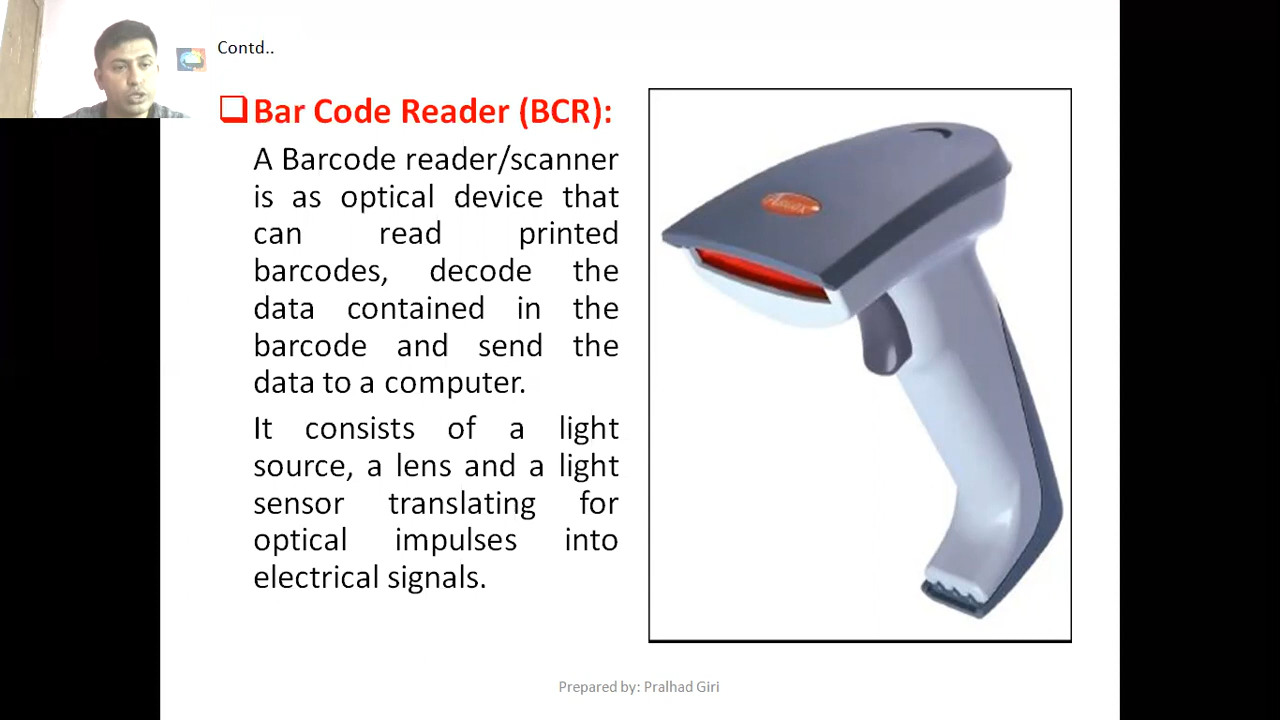 Contd..
Bar Code Reader (BCR):
A Barcode reader/scanner
is as optical device that
can read printed
barcodes, decode the
data contained in the
barcode and send the
data to a computer.
It consists of a light
source, a lens and a light
sensor translating for
optical impulses into
electrical signals.
Prepared by: Pralhad Giri